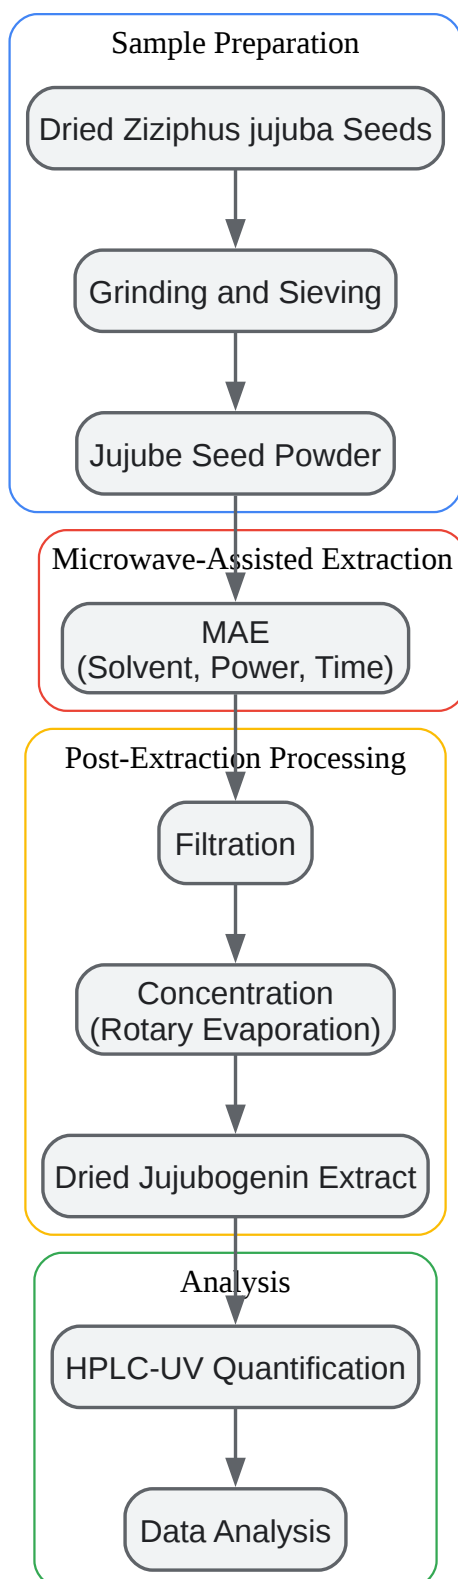 Sample Preparation
Dried Ziziphus jujuba Seeds
Grinding and Sieving
Jujube Seed Powder
Microwave-Assisted Extraction
MAE
(Solvent, Power, Time)
Post-Extraction Processing
Filtration
Concentration
(Rotary Evaporation)
Dried Jujubogenin Extract
Analysis
HPLC-UV Quantification
Data Analysis